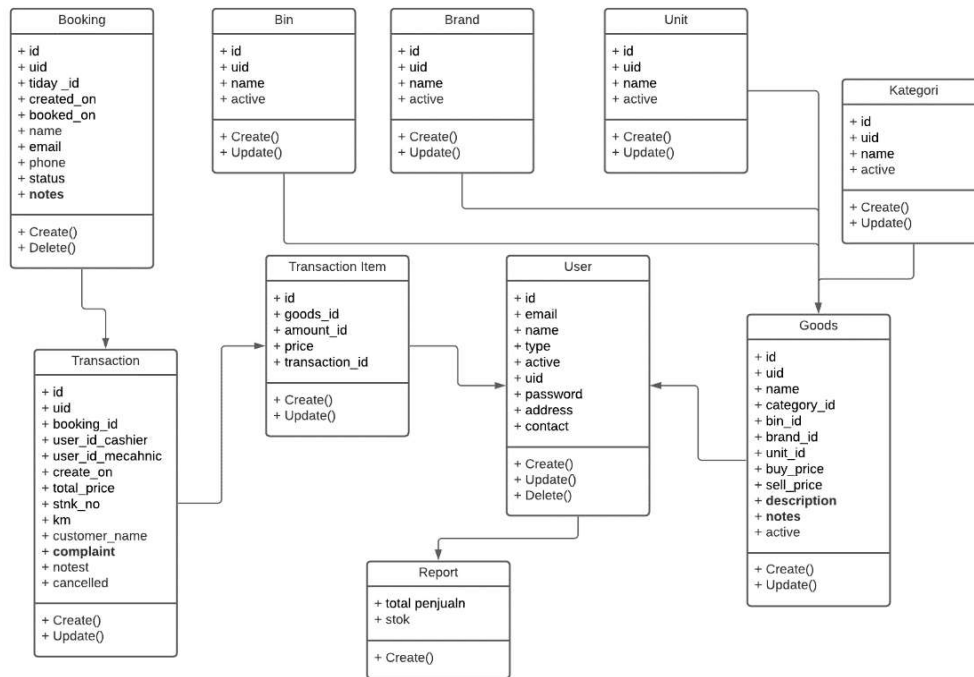 Booking
+ id
+ uid
+ tiday _id
+ created_on
+ booked_on
+ name
+ email
+ phone
+ status
+ notes
+ Create()
+ Delete()
Bin
+ id
+ uid
+ name
+ active
+ Create()
+ Update()
Brand
+ id
+ uid
+ name
+ active
+ Create()
+ Update()
Unit
+ id
+ uid
+ name
+ active
+ Create()
+ Update()
Kategori
+ id
+ uid
+ name
+ active
+ Create()
+ Update()
Transaction
+ id
+ uid
+ booking_id
+ user_id_cashier
+ user_id_mecahnic
+ create_on
+ total_price
+ stnk_no
+ km
+ customer_name
+ complaint
+ notest
+ cancelled
+ Create()
+ Update()
Transaction Item
+ id
+ goods_id
+ amount_id
+ price
+ transaction_id
+ Create()
+ Update()
User
+ id
+ email
+ name
+ type
+ active
+ uid
+ password
+ address
+ contact
+ Create()
+ Update()
+ Delete()
Goods
+ id
+ uid
+ name
+ category_id
+ bin_id
+ brand_id
+ unit_id
+ buy_price
+ sell_price
+ description
+ notes
+ active
+ Create()
+ Update()
Report
+ total penjualn
+ stok
+ Create()